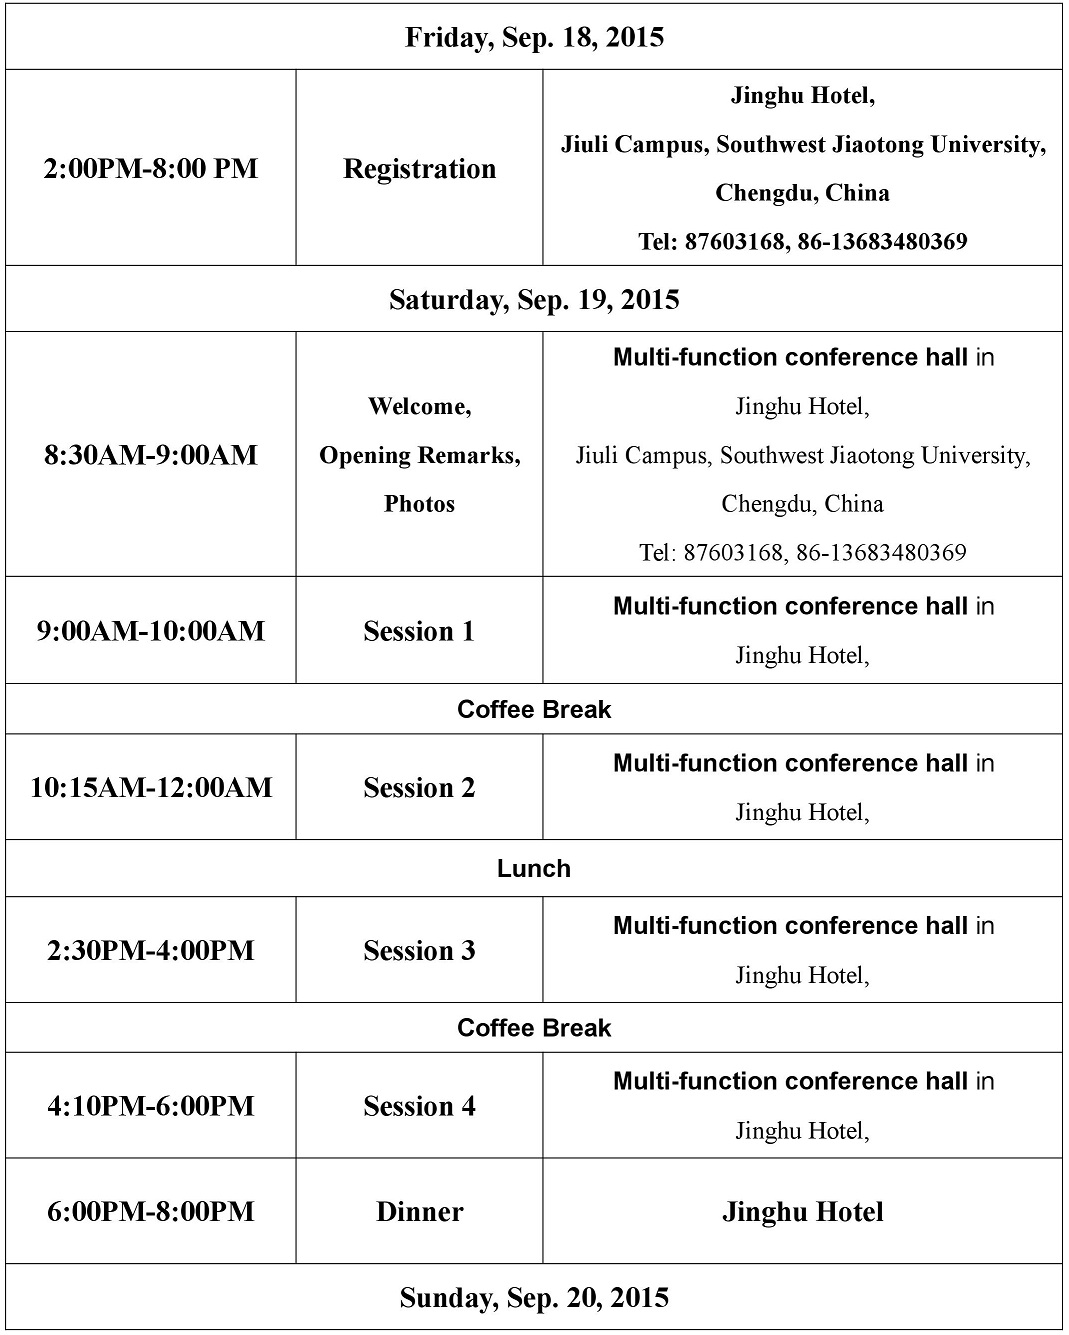 Friday, Sep. 18, 2015
2:00PM-8:00 PM
Registration
Jinghu Hotel,
Jiuli Campus, Southwest Jiaotong University,
Chengdu, China
Tel: 87603168, 86-13683480369
Saturday, Sep. 19, 2015
8:30AM-9:00AM
Welcome,
Opening Remarks,
Photos
Multi-function conference hall in
Jinghu Hotel,
Jiuli Campus, Southwest Jiaotong University,
Chengdu, China
Tel: 87603168, 86-13683480369
9:00AM-10:00AM
Session 1
Multi-function conference hall in
Jinghu Hotel,
Coffee Break
10:15AM-12:00AM
Session 2
Multi-function conference hall in
Jinghu Hotel,
Lunch
2:30PM-4:00PM
Session 3
Multi-function conference hall in
Jinghu Hotel,
Coffee Break
4:10PM-6:00PM
Session 4
Multi-function conference hall in
Jinghu Hotel,
6:00PM-8:00PM
Dinner
Jinghu Hotel
Sunday, Sep. 20, 2015